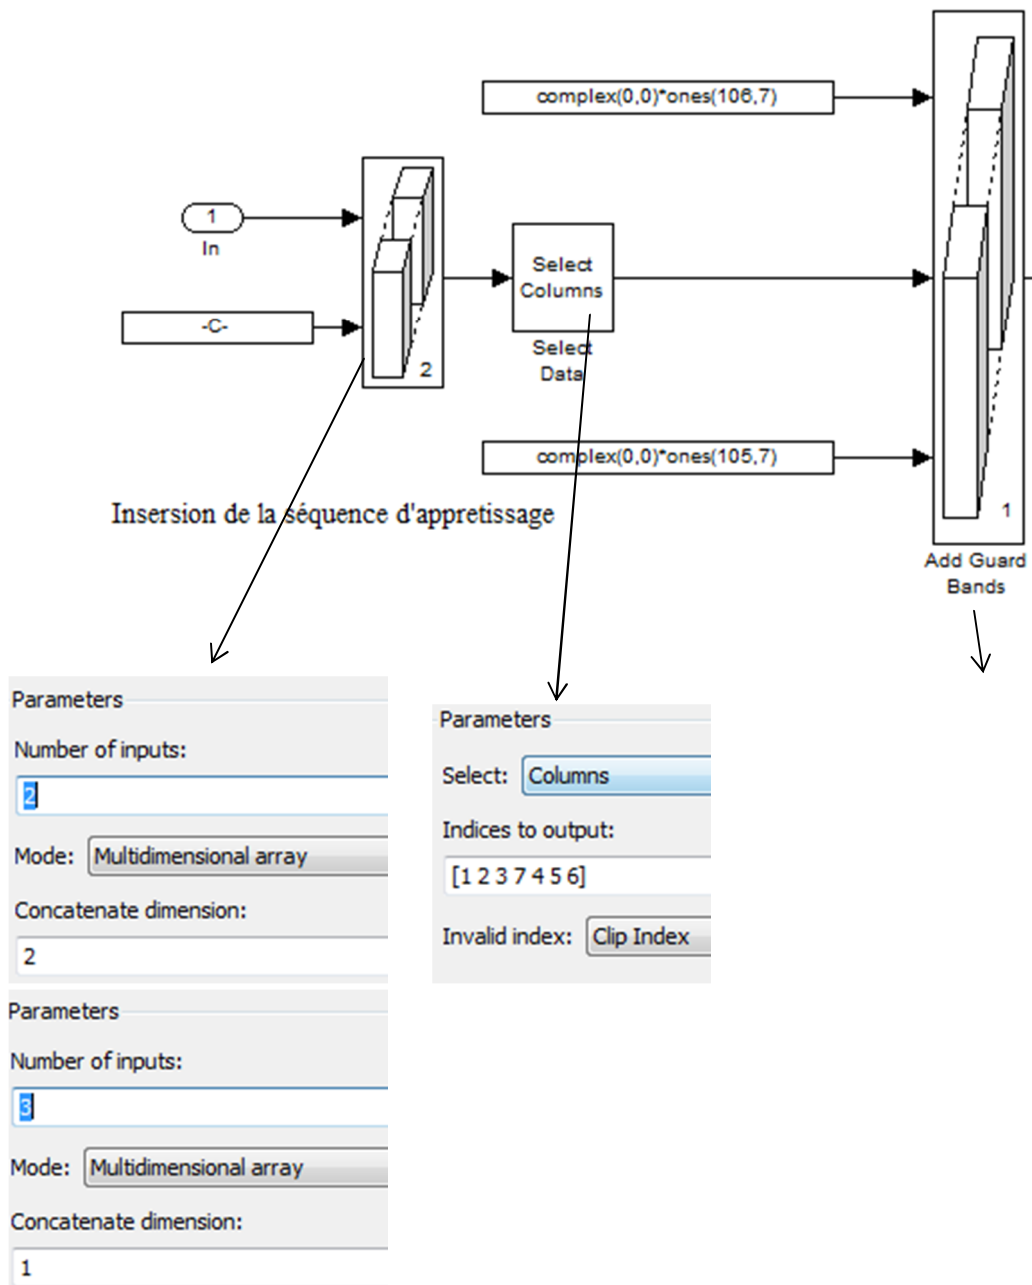 complex(0,0)*ones(106,7)
1
In
-C-
2
Select
Columns
Select
Data
complex(0,0)*ones(105,7)
1
Add Guard
Bands
Insersion de la séquence d'appretissage
Parameters
Number of inputs:
2
Mode: Multidimensional array
Concatenate dimension:
2
Parameters
Select: Columns
Indices to output:
[1 2 3 7 4 5 6]
Invalid index: Clip Index
Parameters
Number of inputs:
3
Mode: Multidimensional array
Concatenate dimension:
1